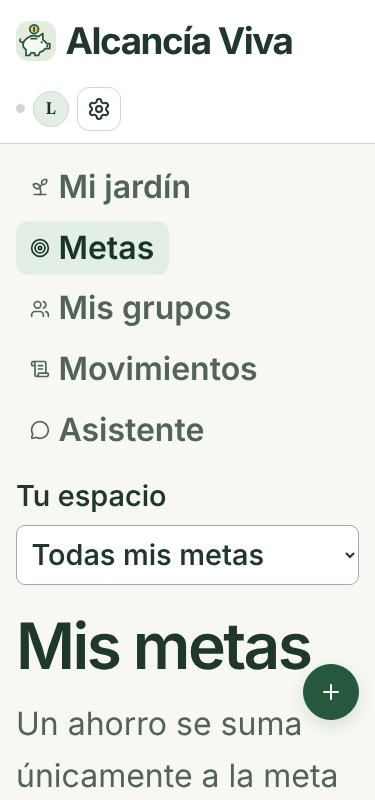 Alcancía Viva
L
Mi jardín
Metas
Mis grupos
Movimientos
Asistente
Tu espacio
Todas mis metas
Mis metas
Un ahorro se suma
únicamente a la meta